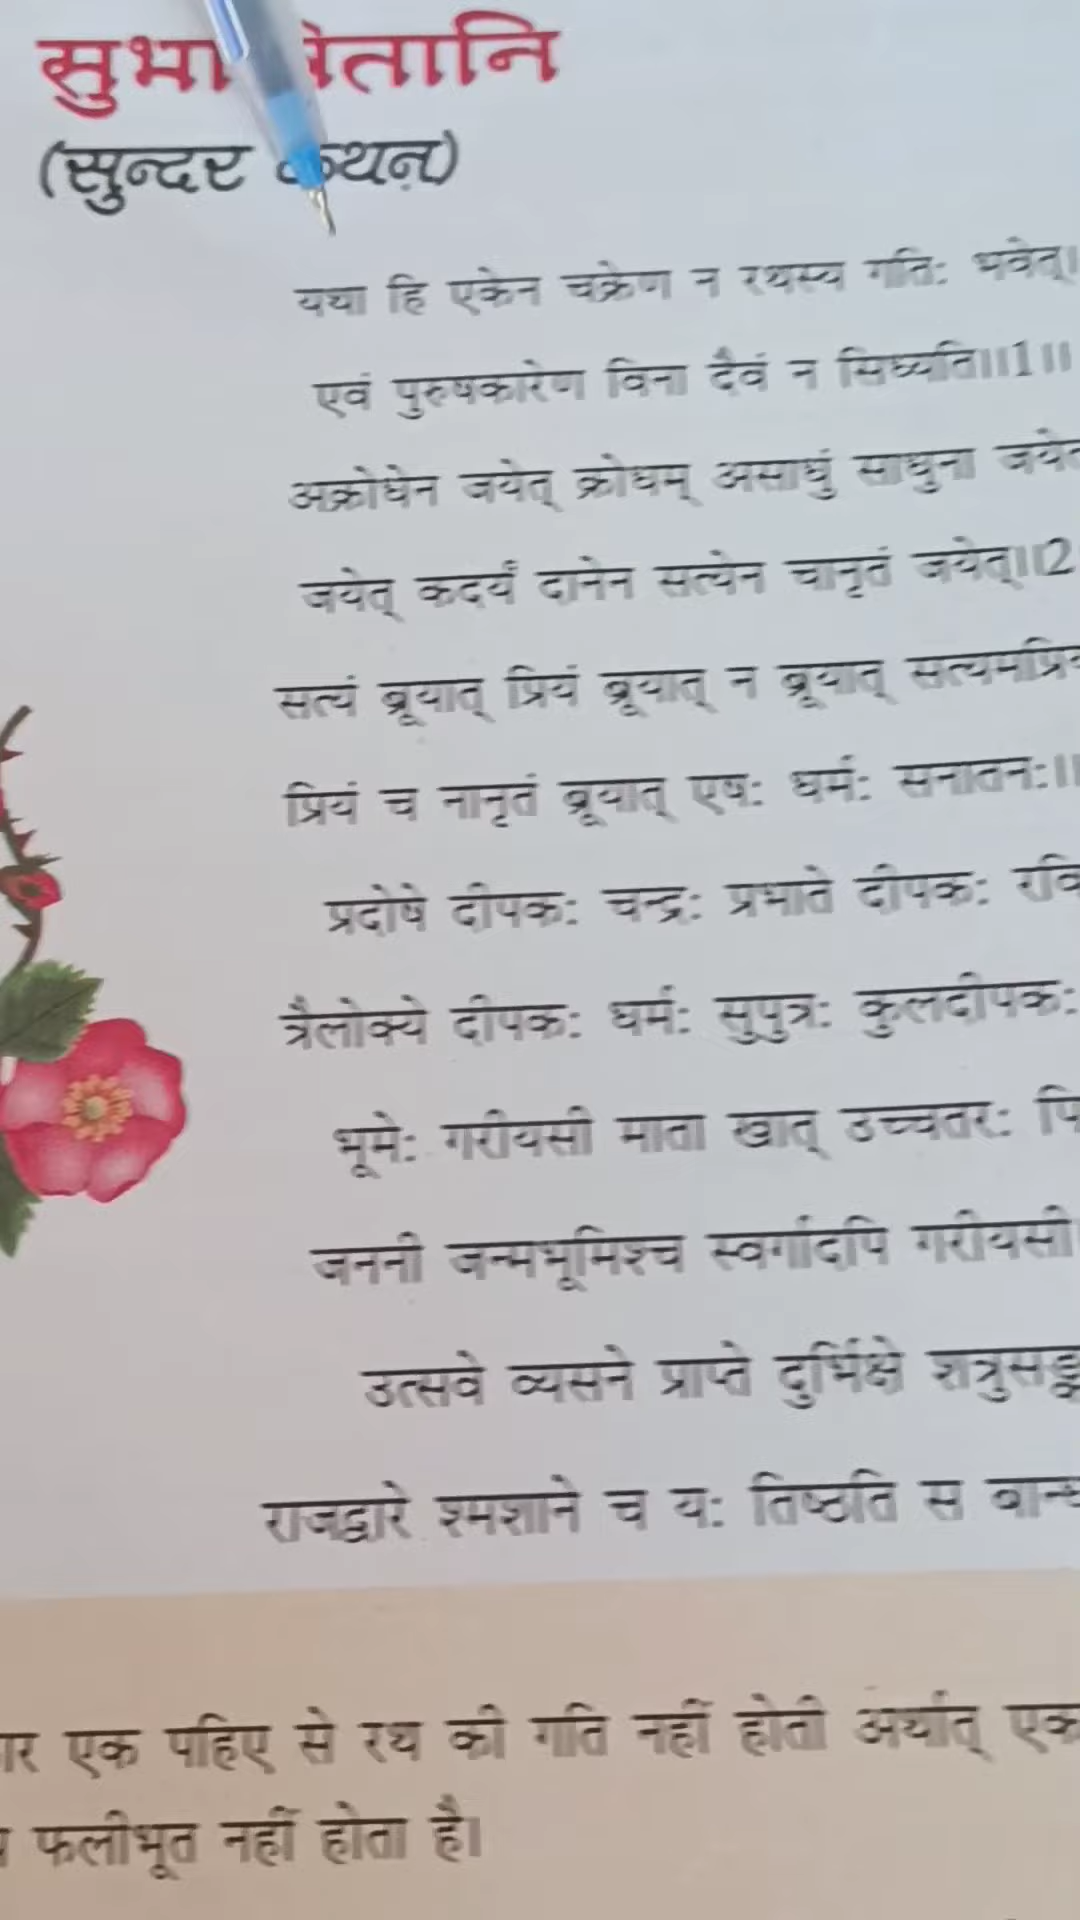 सुभा षितानि
(सुन्दर कथन)
यथा हि एकेन चक्रेण न रथस्य गतिः भवेत्।
एवं पुरुषकारेण विना दैवं न सिध्यति॥1॥
अक्रोधेन जयेत् क्रोधम् असाधुं साधुना
जयेत् कदर्यं दानेन सत्येन चानृतं जयेत्॥2
सत्यं ब्रूयात् प्रियं ब्रूयात् न ब्रूयात्
प्रियं च नानृतं ब्रूयात् एषः धर्मः सनातनः॥
प्रदोषे दीपकः चन्द्रः प्रभाते दीपकः
त्रैलोक्ये दीपकः धर्मः सुपुत्रः कुलदीपकः
भूमेः गरीयसी माता खात् उच्चतरः
जननी जन्मभूमिश्च स्वर्गादपि गरीयसी
उत्सवे व्यसने प्राप्ते दुर्भिक्षे
राजद्वारे श्मशाने च यः तिष्ठति स
एक पहिए से रथ की गति नहीं होती अर्थात् एक
फलीभूत नहीं होता है।